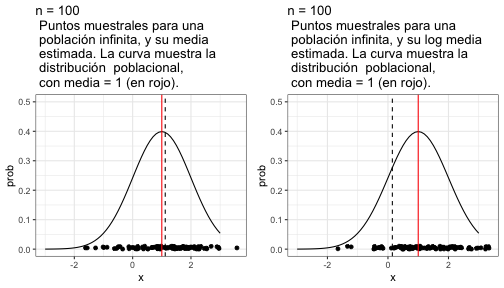 n = 100
Puntos muestrales para una
población infinita, y su media
estimada. La curva muestra la
distribución  poblacional,
con media = 1 (en rojo).
0.5
0.4
0.3
0.2
0.1
0.0
prob
-2
0
2
x
n = 100
Puntos muestrales para una
población infinita, y su log media
estimada. La curva muestra la
distribución  poblacional,
con media = 1 (en rojo).
0.5
0.4
0.3
0.2
0.1
0.0
prob
-2
0
2
x